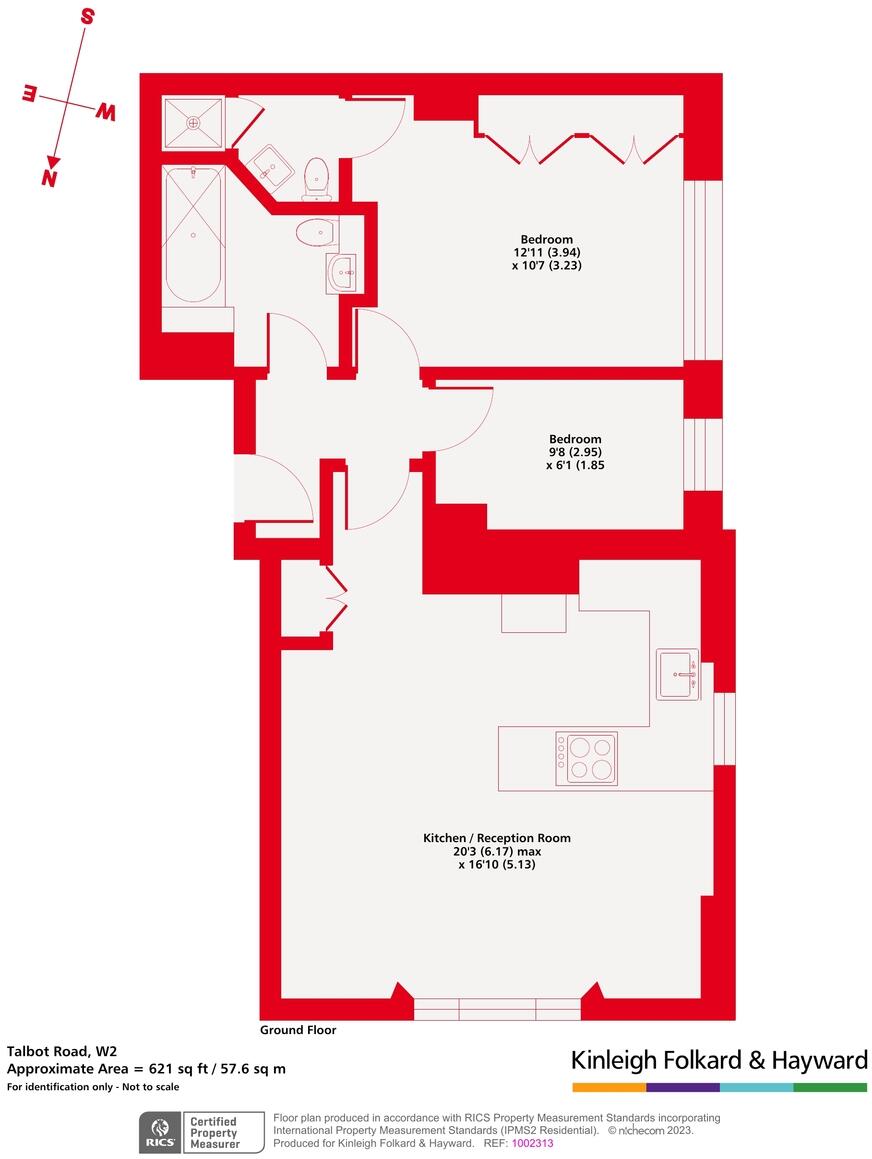 S
E
W
N
Bedroom
12'11 (3.94)
x 10'7 (3.23)
Bedroom
9'8 (2.95)
x 6'1 (1.85
Kitchen / Reception Room
20'3 (6.17) max
x 16'10 (5.13)
Ground Floor
Talbot Road, W2
Approximate Area = 621 sq ft / 57.6 sq m
For identification only - Not to scale
Kinleigh Folkard & Hayward
RICS
Certified
Property
Measurer
Floor plan produced in accordance with RICS Property Measurement Standards incorporating
International Property Measurement Standards (IPMS2 Residential). © nıchecom 2023.
Produced for Kinleigh Folkard & Hayward. REF: 1002313